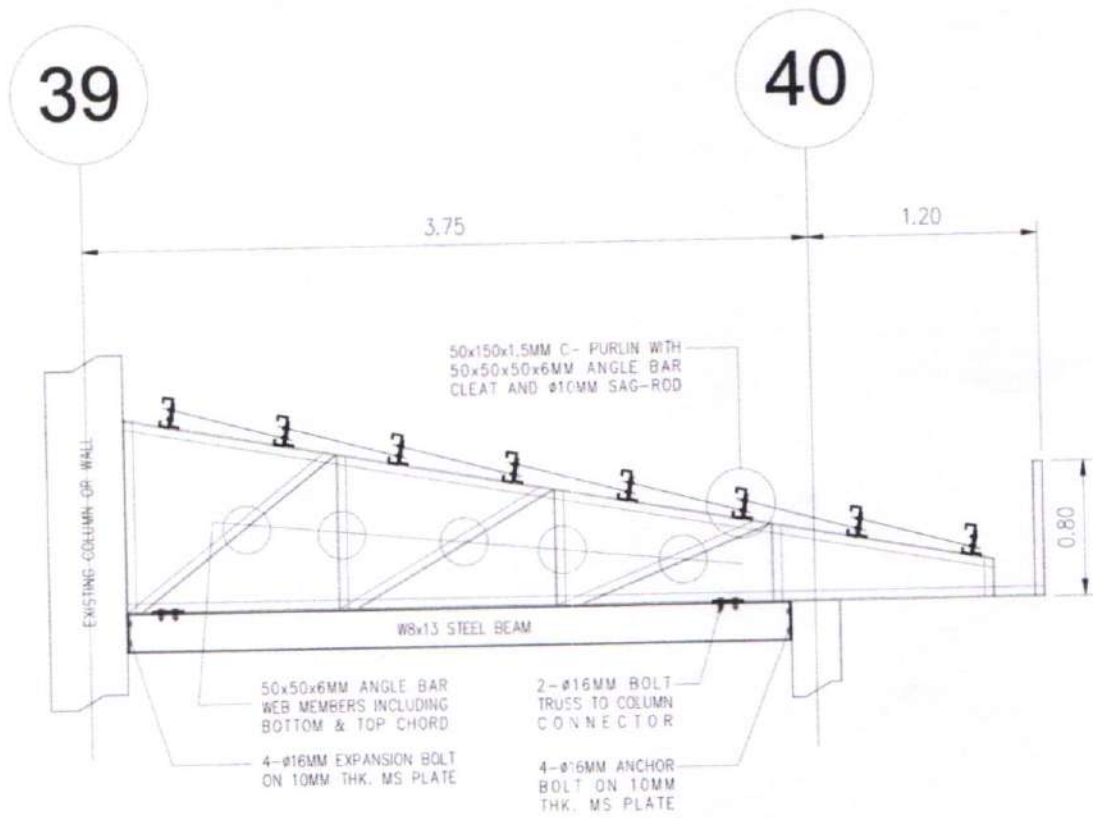 39
40
3.75
1.20
50x150x1.5MM C- PURLIN WITH
50x50x50x6MM ANGLE BAR
CLEAT AND ø10MM SAG-ROD
EXISTING COLUMN OR WALL
0.80
W8x13 STEEL BEAM
50x50x6MM ANGLE BAR
WEB MEMBERS INCLUDING
BOTTOM & TOP CHORD
2-ø16MM BOLT
TRUSS TO COLUMN
CONNECTOR
4-ø16MM EXPANSION BOLT
ON 10MM THK. MS PLATE
4-ø16MM ANCHOR
BOLT ON 10MM
THK. MS PLATE